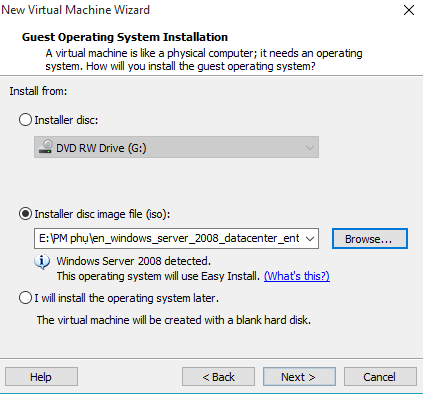 New Virtual Machine Wizard
Guest Operating System Installation
A virtual machine is like a physical computer; it needs an operating
system. How will you install the guest operating system?
Install from:
Installer disc:
DVD RW Drive (G:)
Installer disc image file (iso):
E:\PM phụ\en_windows_server_2008_datacenter_ent
Browse...
Windows Server 2008 detected.
This operating system will use Easy Install. (What's this?)
I will install the operating system later.
The virtual machine will be created with a blank hard disk.
Help
< Back
Next >
Cancel